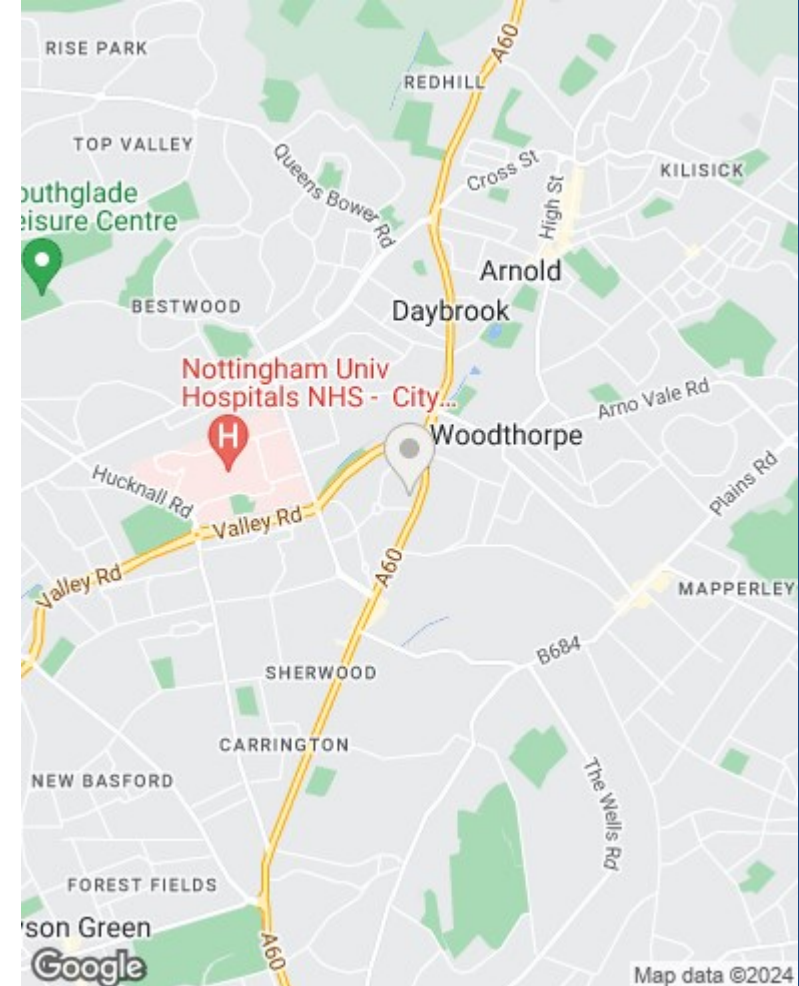 A60
RISE PARK
REDHILL
TOP VALLEY
Queens Bower Rd
Cross St
High St
KILISICK
outhglade
eisure Centre
Arnold
BESTWOOD
Daybrook
Nottingham Univ
Hospitals NHS - City...
H
Arno Vale Rd
Woodthorpe
Hucknall Rd
Plains Rd
Valley Rd
Valley Rd
A60
MAPPERLEY
B684
SHERWOOD
CARRINGTON
NEW BASFORD
The Wells Rd
FOREST FIELDS
yson Green
A60
Google
Map data ©2024